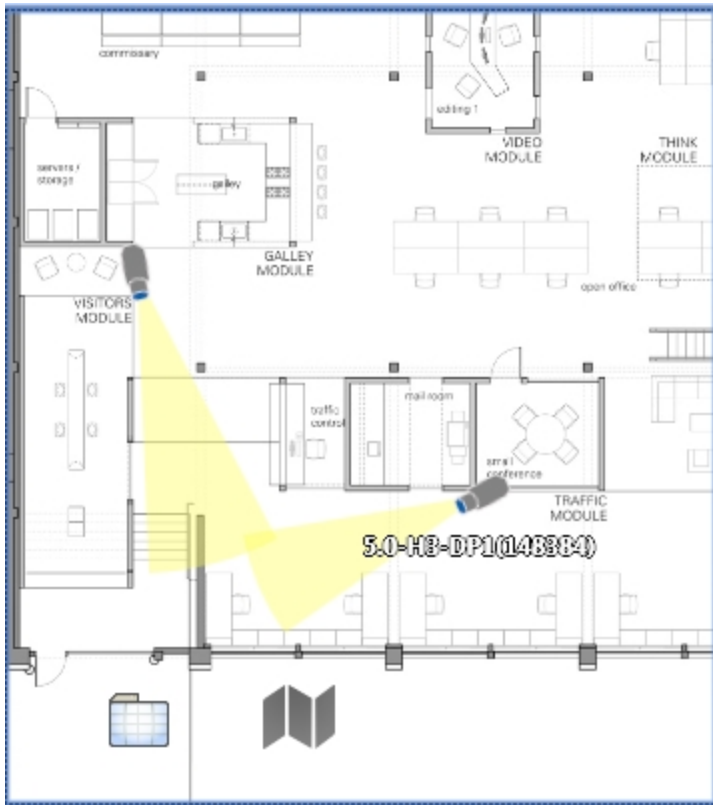 commissary
editing 1
VIDEO
MODULE
THINK
MODULE
servers /
storage
galley
GALLEY
MODULE
open office
VISITORS
MODULE
traffic
control
mail room
small
conference
TRAFFIC
MODULE
5.0-H3-DP1(148384)